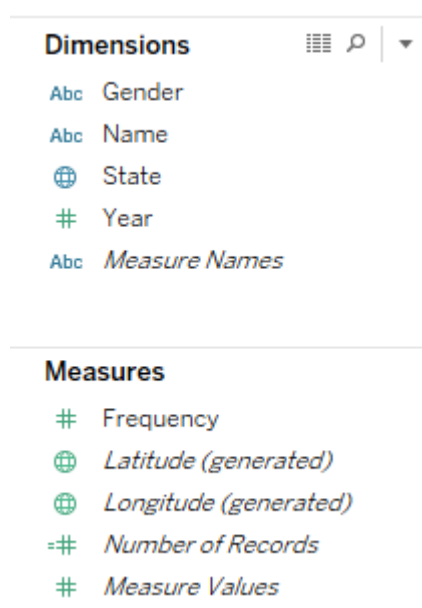 Dimensions
Abc Gender
Abc Name
State
# Year
Abc Measure Names
Measures
# Frequency
Latitude (generated)
Longitude (generated)
=# Number of Records
# Measure Values